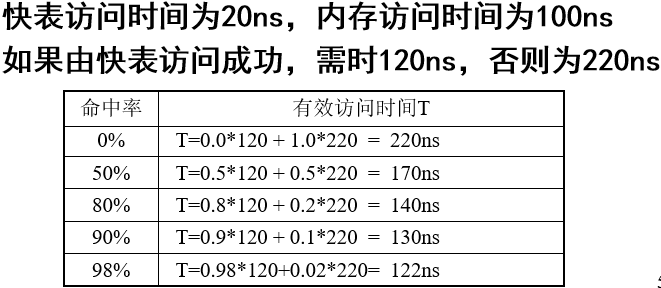 快表访问时间为20ns，内存访问时间为100ns
如果由快表访问成功，需时120ns，否则为220ns
命中率 有效访问时间T
0% T=0.0*120 + 1.0*220 = 220ns
50% T=0.5*120 + 0.5*220 = 170ns
80% T=0.8*120 + 0.2*220 = 140ns
90% T=0.9*120 + 0.1*220 = 130ns
98% T=0.98*120+0.02*220= 122ns